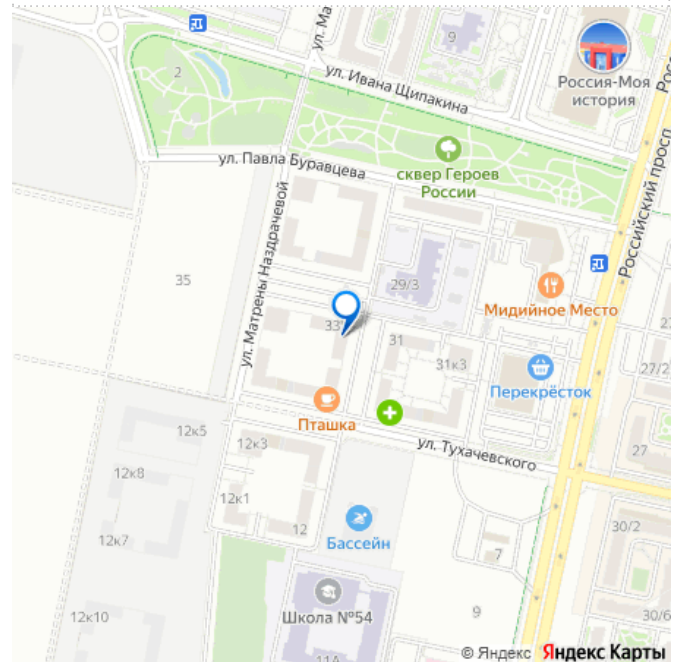 ул. Ма
9
2
ул. Ивана Щипакина
Россия-Моя
история
Рос
ул. Павла Буравцева
сквер Героев
России
Российский просп.
ул. Матрены Наздрачевой
35
29/3
Мидийное Место
33
31
31к3
27/2
Перекрёсток
Пташка
ул. Тухачевского
12к5
12к3
27
12к8
12к1
12
30/2
Бассейн
12к7
7
Школа №54
12к10
9
30/6
11А
© Яндекс Яндекс Карты